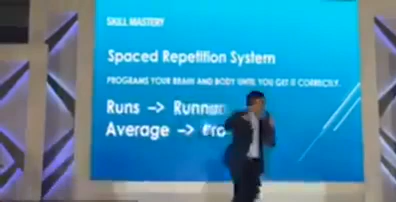 SKILL MASTERY
Spaced Repetition System
PROGRAMS YOUR BRAIN AND BODY UNTIL YOU GET IT CORRECTLY.
Runs ->
Average ->